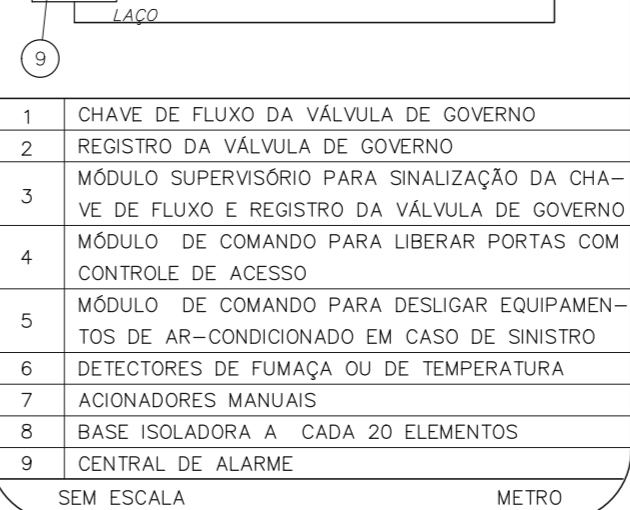 LAÇO
9
1 CHAVE DE FLUXO DA VÁLVULA DE GOVERNO
2 REGISTRO DA VÁLVULA DE GOVERNO
3 MÓDULO SUPERVISÓRIO PARA SINALIZAÇÃO DA CHA-
VE DE FLUXO E REGISTRO DA VÁLVULA DE GOVERNO
4 MÓDULO DE COMANDO PARA LIBERAR PORTAS COM
CONTROLE DE ACESSO
5 MÓDULO DE COMANDO PARA DESLIGAR EQUIPAMEN-
TOS DE AR-CONDICIONADO EM CASO DE SINISTRO
6 DETECTORES DE FUMAÇA OU DE TEMPERATURA
7 ACIONADORES MANUAIS
8 BASE ISOLADORA A CADA 20 ELEMENTOS
9 CENTRAL DE ALARME
SEM ESCALA METRO